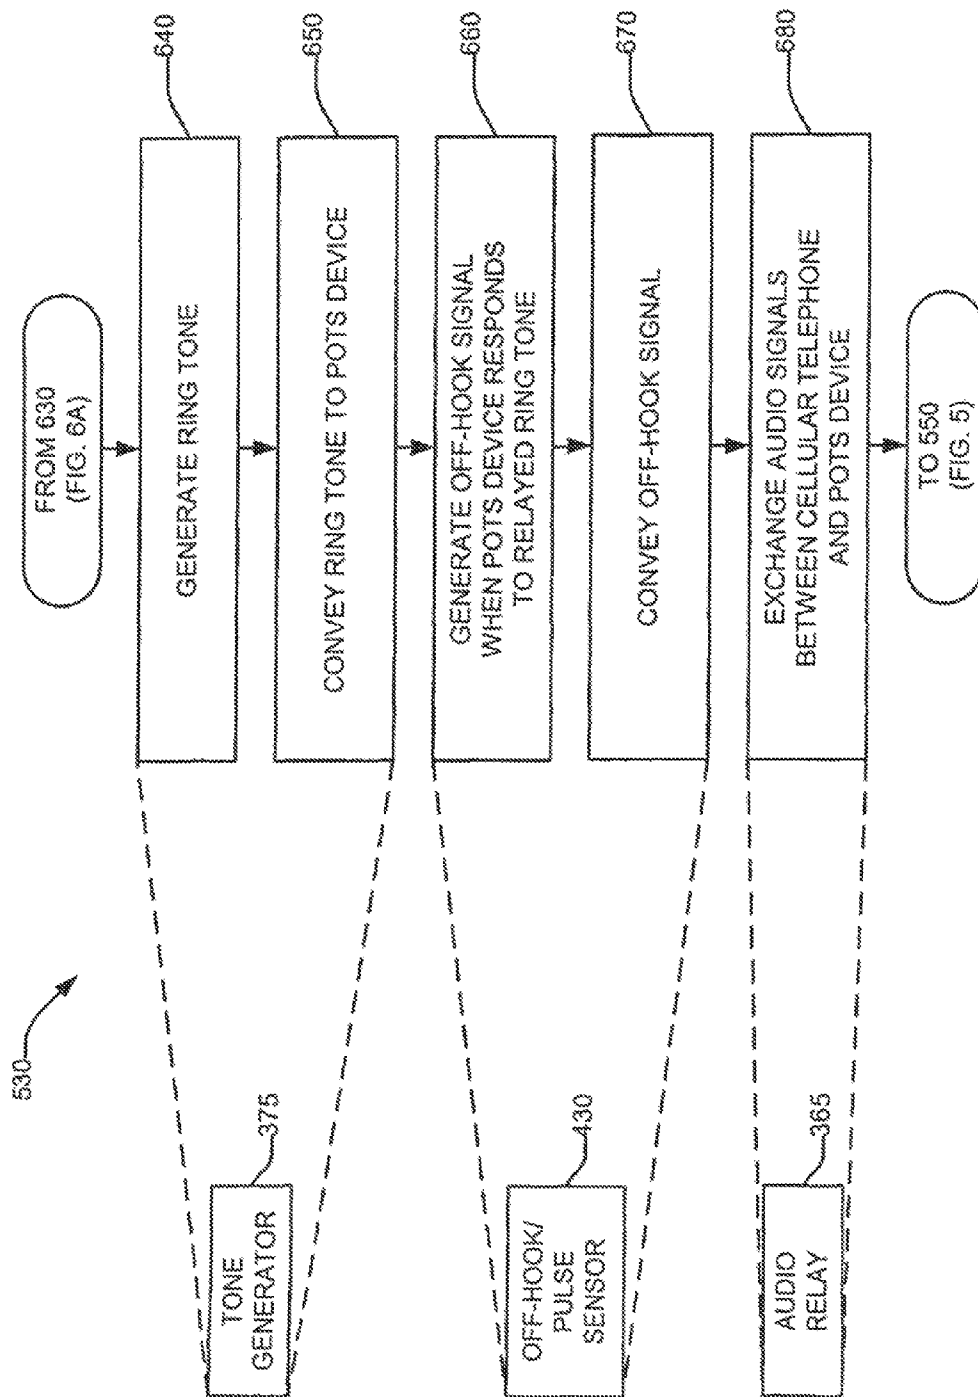 530
FROM 630
(FIG. 6A)
GENERATE RING TONE
640
CONVEY RING TONE TO POTS DEVICE
650
TONE
GENERATOR
375
GENERATE OFF-HOOK SIGNAL
WHEN POTS DEVICE RESPONDS
TO RELAYED RING TONE
660
CONVEY OFF-HOOK SIGNAL
670
OFF-HOOK/
PULSE
SENSOR
430
EXCHANGE AUDIO SIGNALS
BETWEEN CELLULAR TELEPHONE
AND POTS DEVICE
680
AUDIO
RELAY
365
TO 550
(FIG. 5)